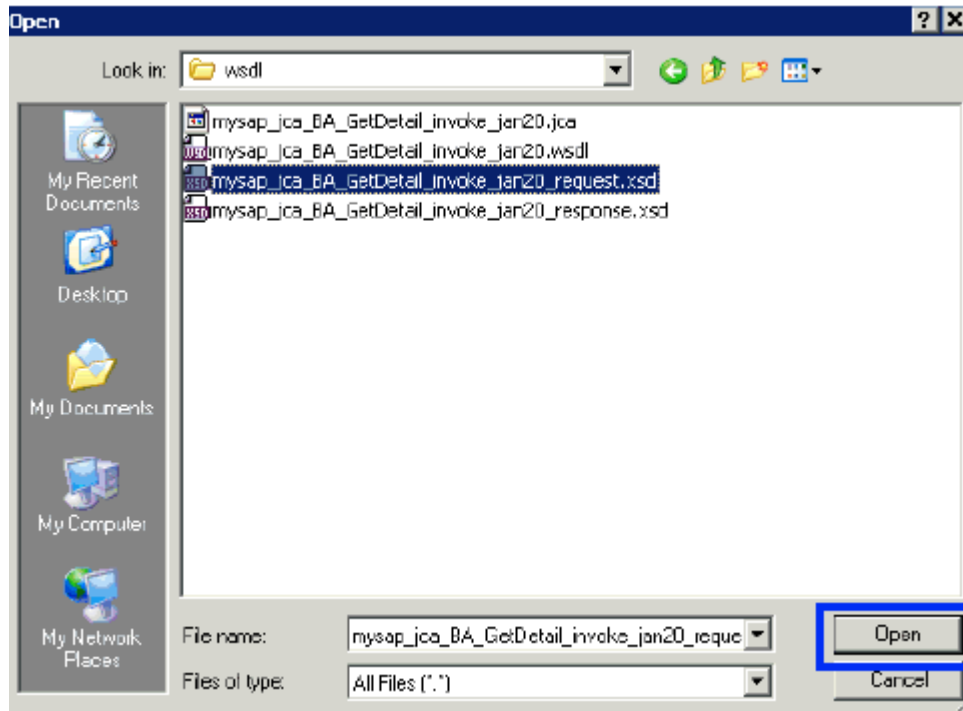 Open
Look in: wsdl
mysap_jca_BA_GetDetail_invoke_jan20.jca
mysap_jca_BA_GetDetail_invoke_jan20.wsdl
mysap_jca_BA_GetDetail_invoke_jan20_request.xsd
mysap_jca_BA_GetDetail_invoke_jan20_response.xsd
My Recent
Documents
Desktop
My Documents
My Computer
My Network
Places
File name: mysap_jca_BA_GetDetail_invoke_jan20_reque
Open
Files of type: All Files (*.*)
Cancel